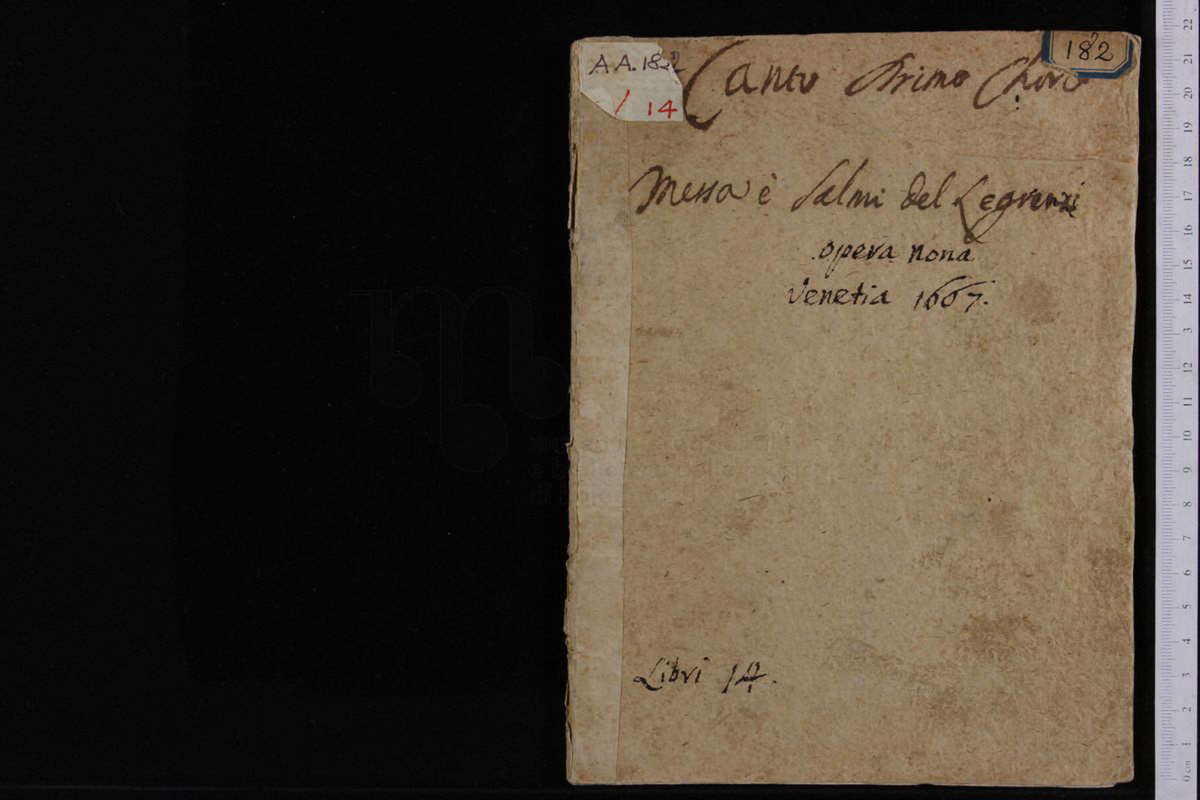 AA.182
/ 14
182
Canto Primo Choro
Messa è Salmi del Legrenzi
opera nona
Venetia 1667.
Libri 14.